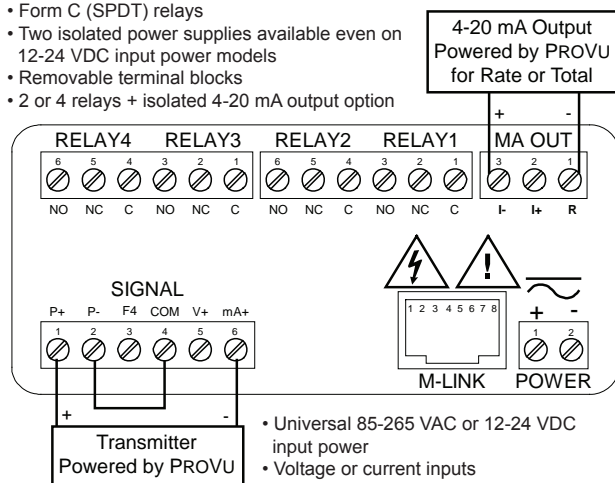 • Form C (SPDT) relays
• Two isolated power supplies available even on
12-24 VDC input power models
• Removable terminal blocks
• 2 or 4 relays + isolated 4-20 mA output option
4-20 mA Output
Powered by PROVU
for Rate or Total
+ -
RELAY4 RELAY3 RELAY2 RELAY1 MA OUT
6 5 4 3 2 1 6 5 4 3 2 1 3 2 1
NO NC C NO NC C NO NC C NO NC C I- I+ R
SIGNAL
P+ P- F4 COM V+ mA+
1 2 3 4 5 6
1 2 3 4 5 6 7 8
M-LINK
+ -
1 2
POWER
+ -
Transmitter
Powered by PROVU
• Universal 85-265 VAC or 12-24 VDC
input power
• Voltage or current inputs